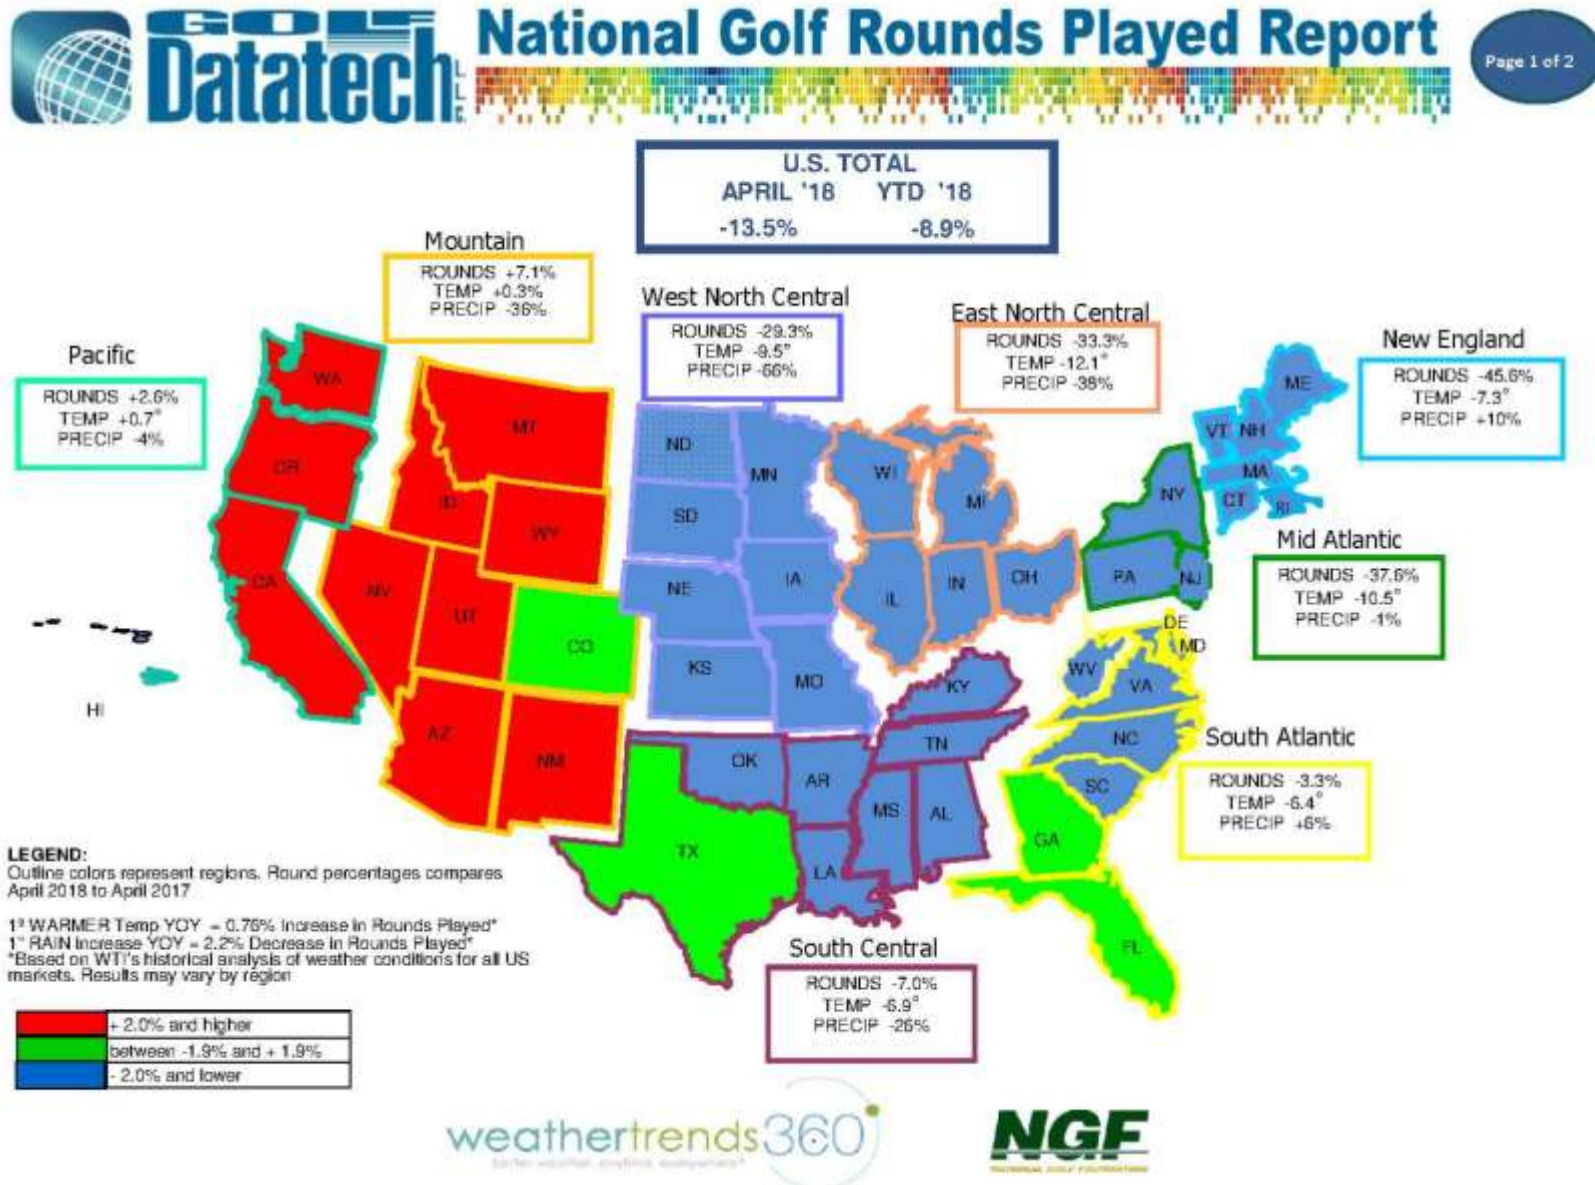 GOLF
Datatech
LLC
National Golf Rounds Played Report
Page 1 of 2
U.S. TOTAL
APRIL '18 YTD '18
-13.5% -8.9%
Mountain
ROUNDS +7.1%
TEMP +0.3%
PRECIP -36%
West North Central
ROUNDS -29.3%
TEMP -9.5°
PRECIP -66%
East North Central
ROUNDS -33.3%
TEMP -12.1°
PRECIP -38%
New England
ROUNDS -45.6%
TEMP -7.3°
PRECIP +10%
Pacific
ROUNDS +2.6%
TEMP +0.7°
PRECIP -4%
Mid Atlantic
ROUNDS -37.6%
TEMP -10.5°
PRECIP -1%
South Atlantic
ROUNDS -3.3%
TEMP -6.4°
PRECIP +6%
South Central
ROUNDS -7.0%
TEMP -6.9°
PRECIP -26%
WA
OR
CA
HI
MT
ID
WY
NV
UT
CO
AZ
NM
ND
SD
NE
KS
MN
IA
MO
WI
MI
IL
IN
OH
ME
VT
NH
MA
CT
RI
NY
PA
NJ
DE
MD
WV
VA
NC
SC
GA
FL
KY
TN
OK
AR
TX
LA
MS
AL
LEGEND:
Outline colors represent regions. Round percentages compares
April 2018 to April 2017
1° WARMER Temp YOY = 0.76% Increase in Rounds Played*
1" RAIN Increase YOY = 2.2% Decrease in Rounds Played*
*Based on WTI's historical analysis of weather conditions for all US
markets. Results may vary by region
+ 2.0% and higher
between -1.9% and + 1.9%
- 2.0% and lower
weathertrends360
NGF
NATIONAL GOLF FOUNDATION